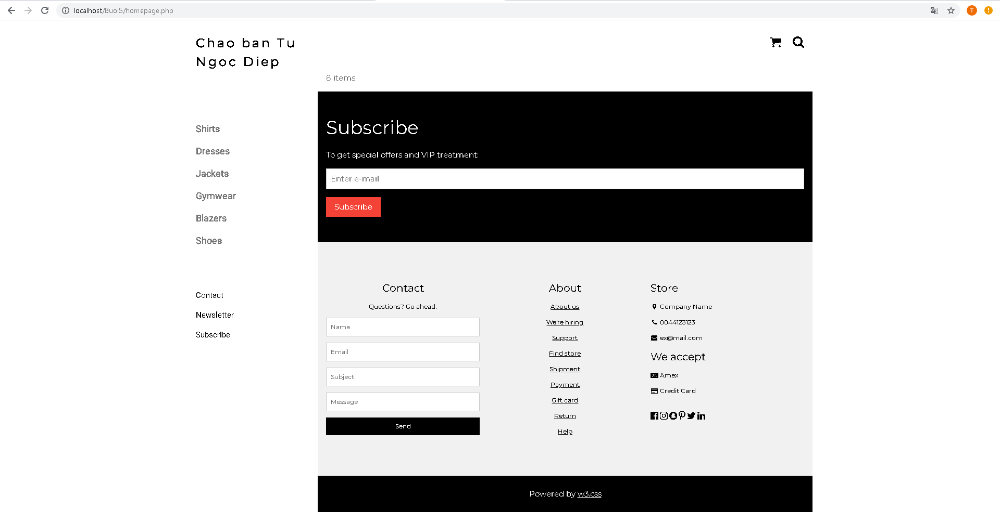 localhost/Buoi5/homepage.php
T
Chao ban Tu
Ngoc Diep
8 items
Shirts
Dresses
Jackets
Gymwear
Blazers
Shoes
Contact
Newsletter
Subscribe
Subscribe
To get special offers and VIP treatment:
Enter e-mail
Subscribe
Contact
Questions? Go ahead.
Name
Email
Subject
Message
Send
About
About us
We're hiring
Support
Find store
Shipment
Payment
Gift card
Return
Help
Store
Company Name
0044123123
ex@mail.com
We accept
Amex
Credit Card
Powered by w3.css